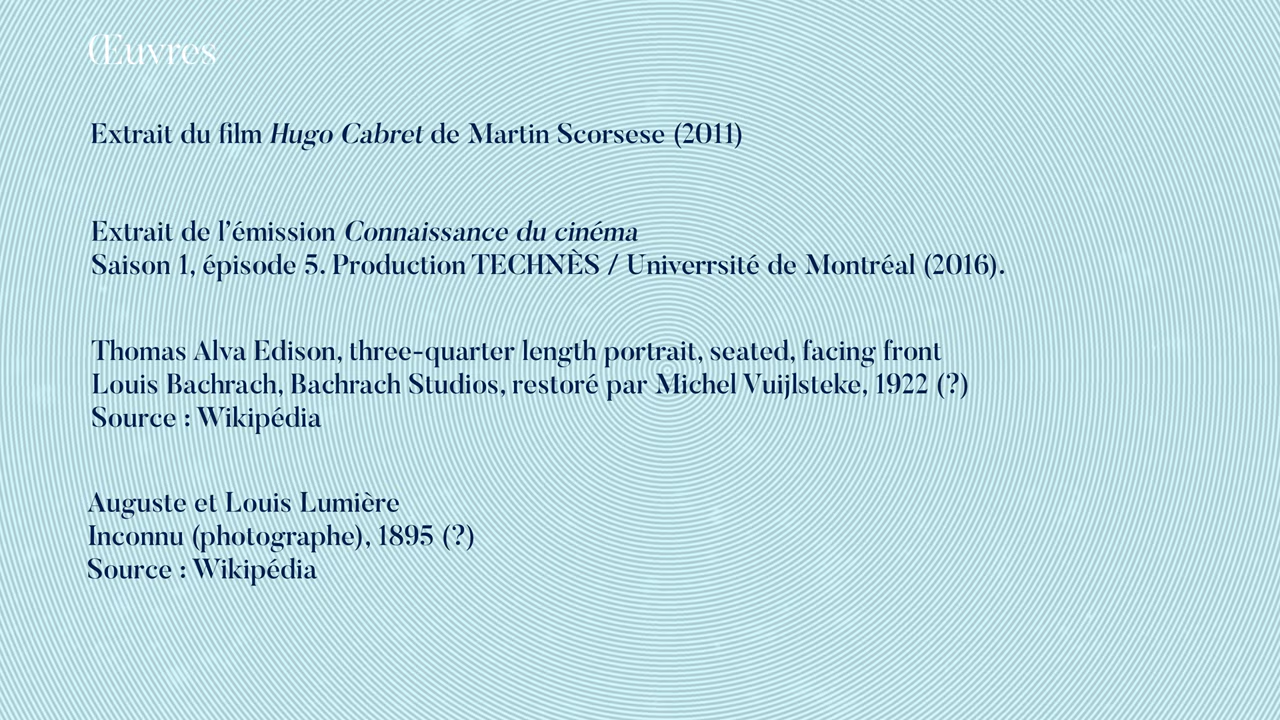 Œuvres
Extrait du film Hugo Cabret de Martin Scorsese (2011)
Extrait de l’émission Connaissance du cinéma
Saison 1, épisode 5. Production TECHNÈS / Univerrsité de Montréal (2016).
Thomas Alva Edison, three-quarter length portrait, seated, facing front
Louis Bachrach, Bachrach Studios, restoré par Michel Vuijlsteke, 1922 (?)
Source : Wikipédia
Auguste et Louis Lumière
Inconnu (photographe), 1895 (?)
Source : Wikipédia